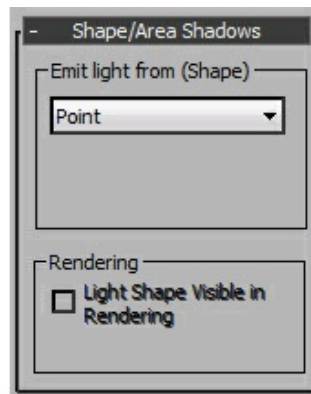 - Shape/Area Shadows
Emit light from (Shape)
Point
Rendering
Light Shape Visible in
Rendering